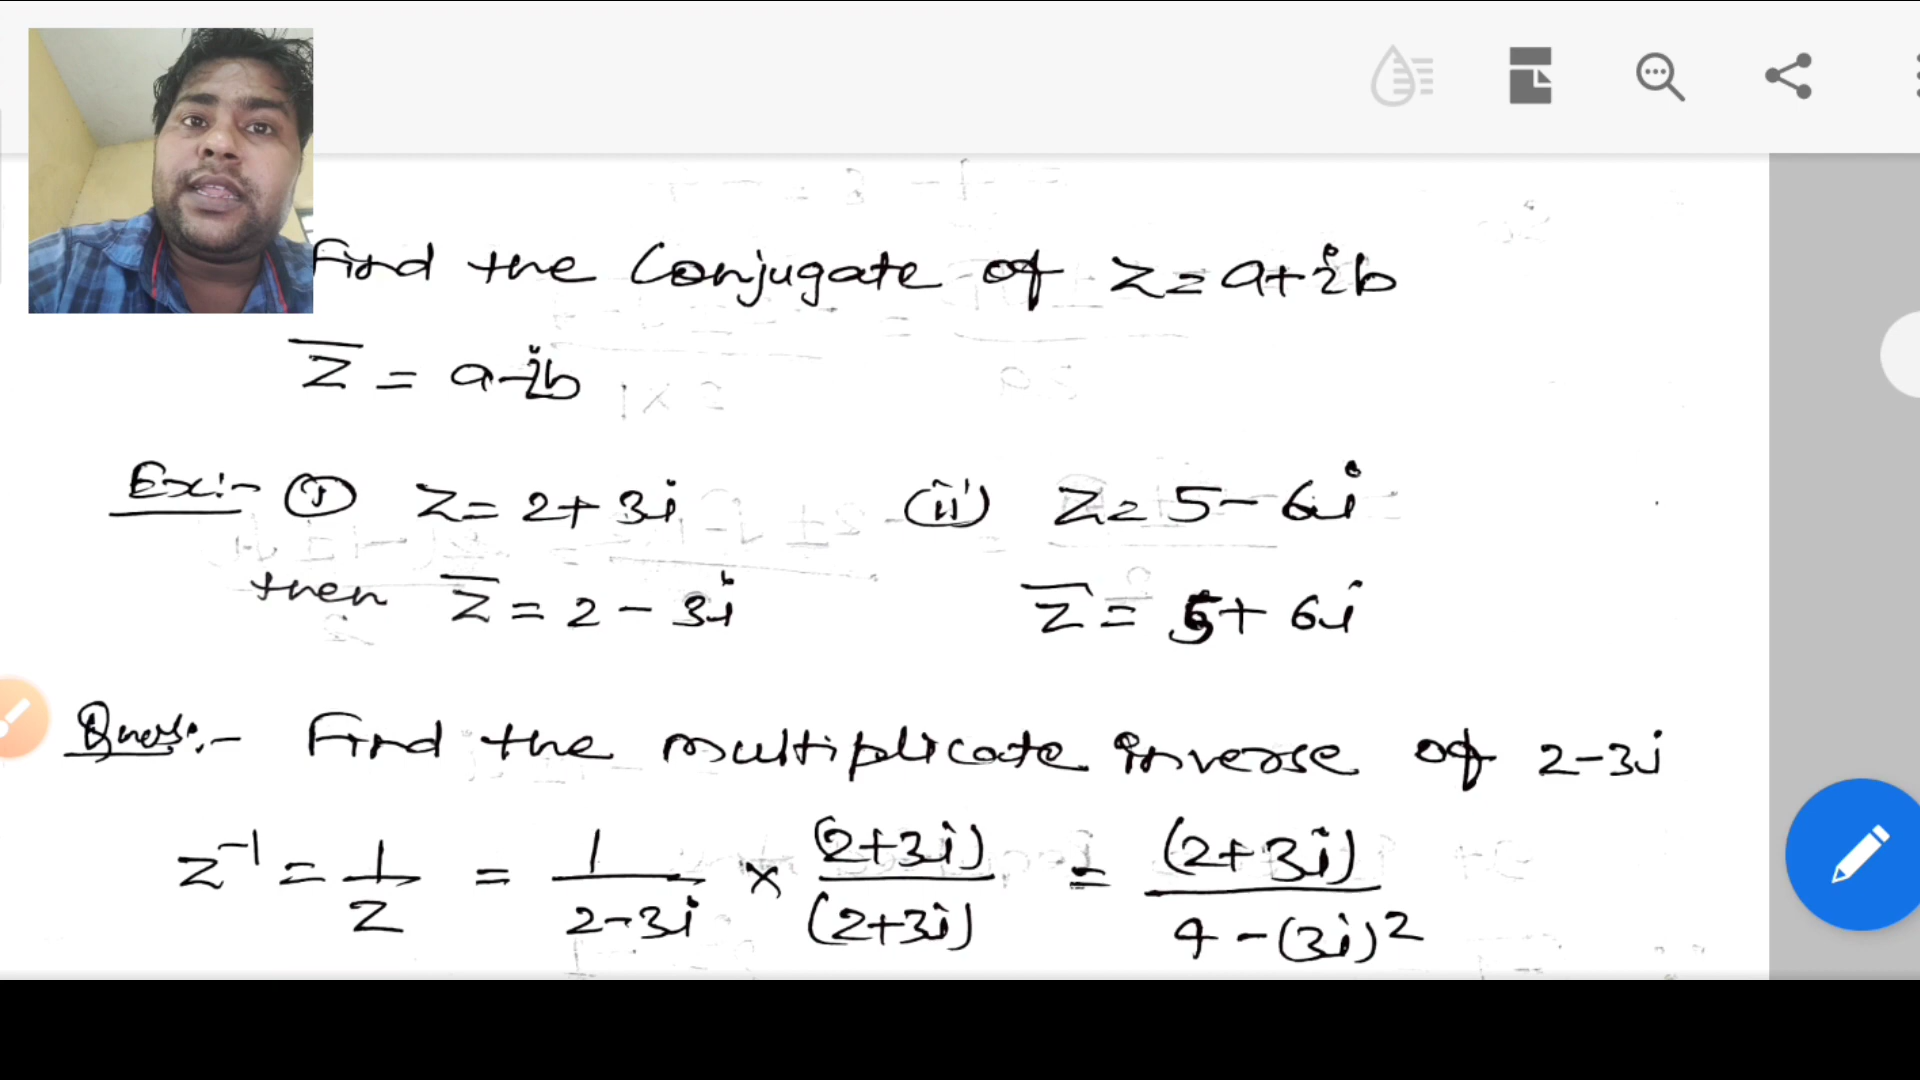 Find the Conjugate of z = a+ib
z̅ = a-ib
Ex:- (i) z = 2+3i (ii) z = 5-6i
then z̅ = 2-3i z̅ = 5+6i
Ques:- Find the multiplicate inverse of 2-3i
z⁻¹ = 1/z = 1/(2-3i) × (2+3i)/(2+3i) = (2+3i)/(4-(3i)²)